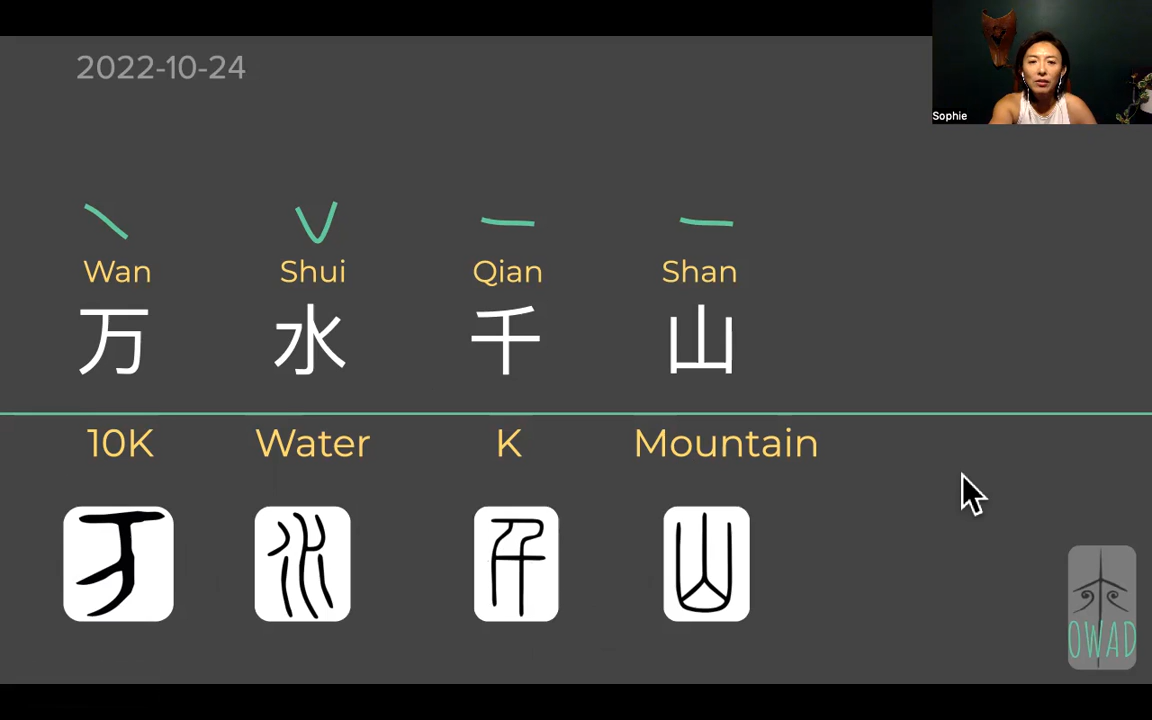 2022-10-24
Sophie
Wan Shui Qian Shan
万 水 千 山
10K Water K Mountain
OWAD